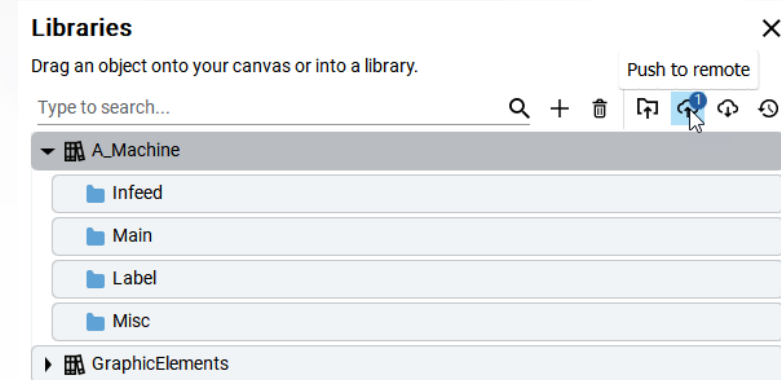 Libraries
Drag an object onto your canvas or into a library.
Push to remote
Type to search...
1
A_Machine
Infeed
Main
Label
Misc
GraphicElements